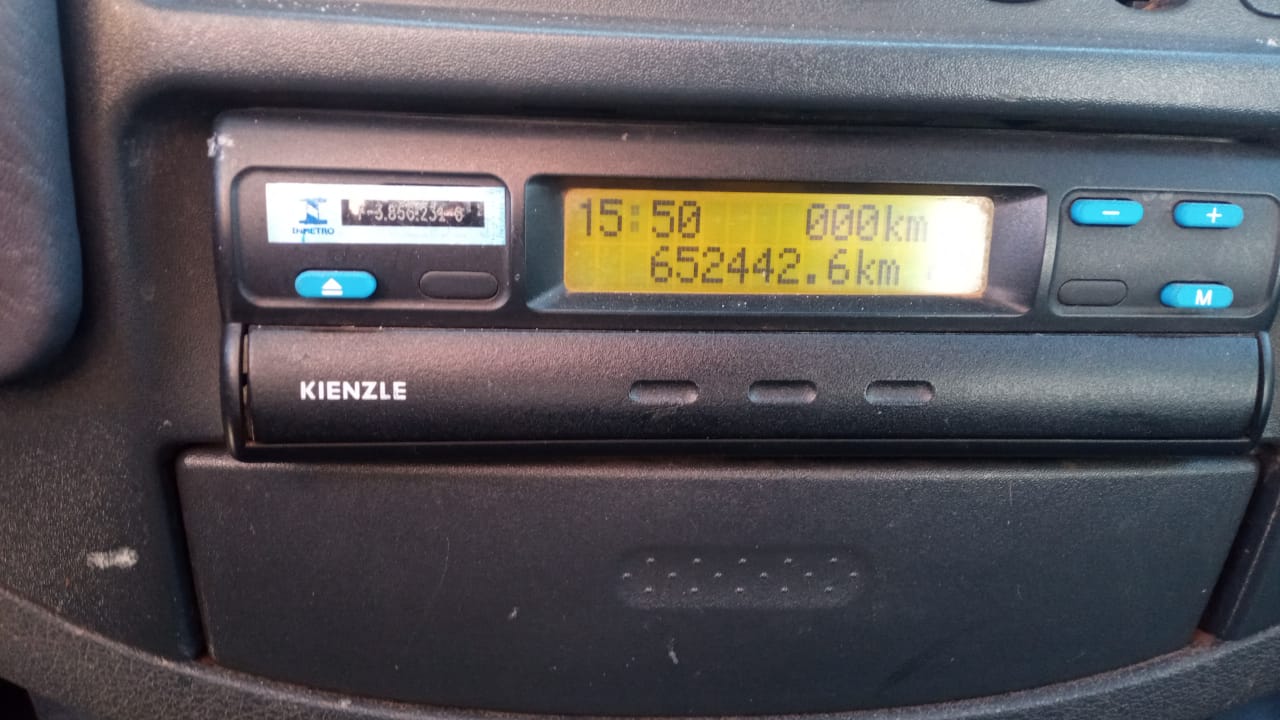 INMETRO
15:50 000km
652442.6km
- +
M
KIENZLE